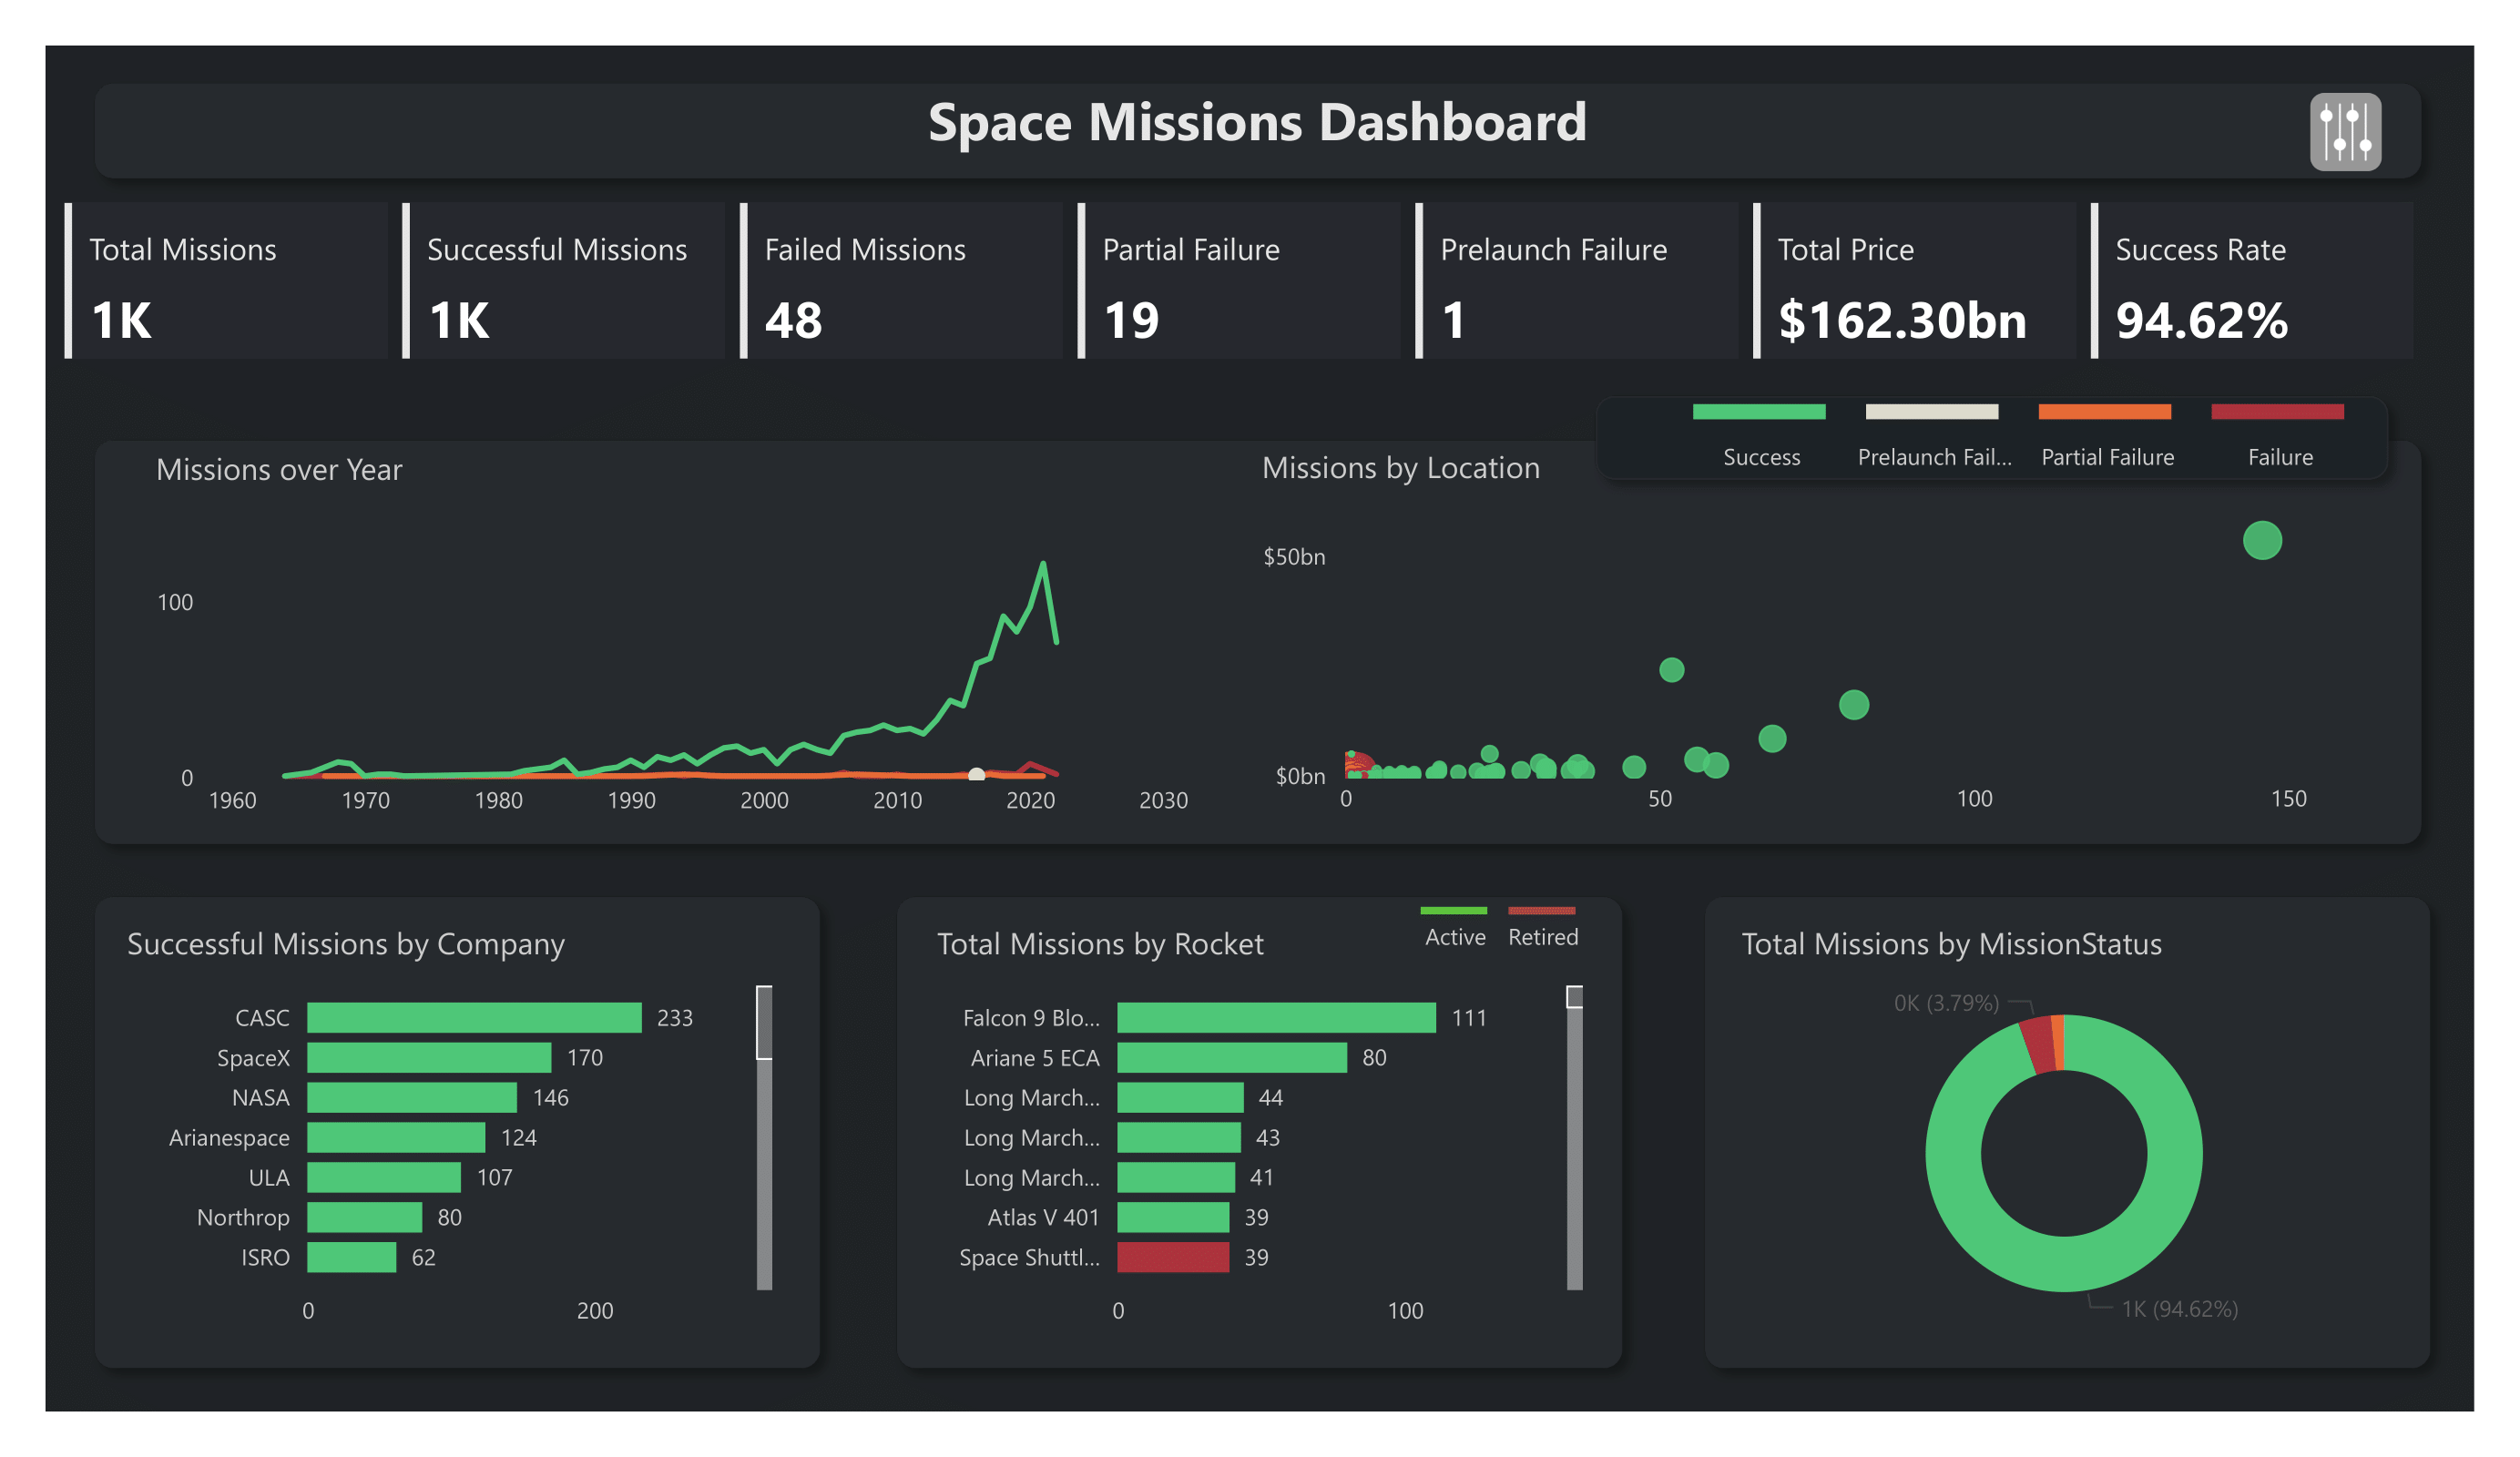 Space Missions Dashboard
Total Missions
1K
Successful Missions
1K
Failed Missions
48
Partial Failure
19
Prelaunch Failure
1
Total Price
$162.30bn
Success Rate
94.62%
Success
Prelaunch Fail...
Partial Failure
Failure
Missions over Year
100
0
1960 1970 1980 1990 2000 2010 2020 2030
Missions by Location
$50bn
$0bn
0 50 100 150
Successful Missions by Company
CASC 233
SpaceX 170
NASA 146
Arianespace 124
ULA 107
Northrop 80
ISRO 62
0 200
Total Missions by Rocket
Active Retired
Falcon 9 Blo... 111
Ariane 5 ECA 80
Long March... 44
Long March... 43
Long March... 41
Atlas V 401 39
Space Shuttl... 39
0 100
Total Missions by MissionStatus
0K (3.79%)
1K (94.62%)